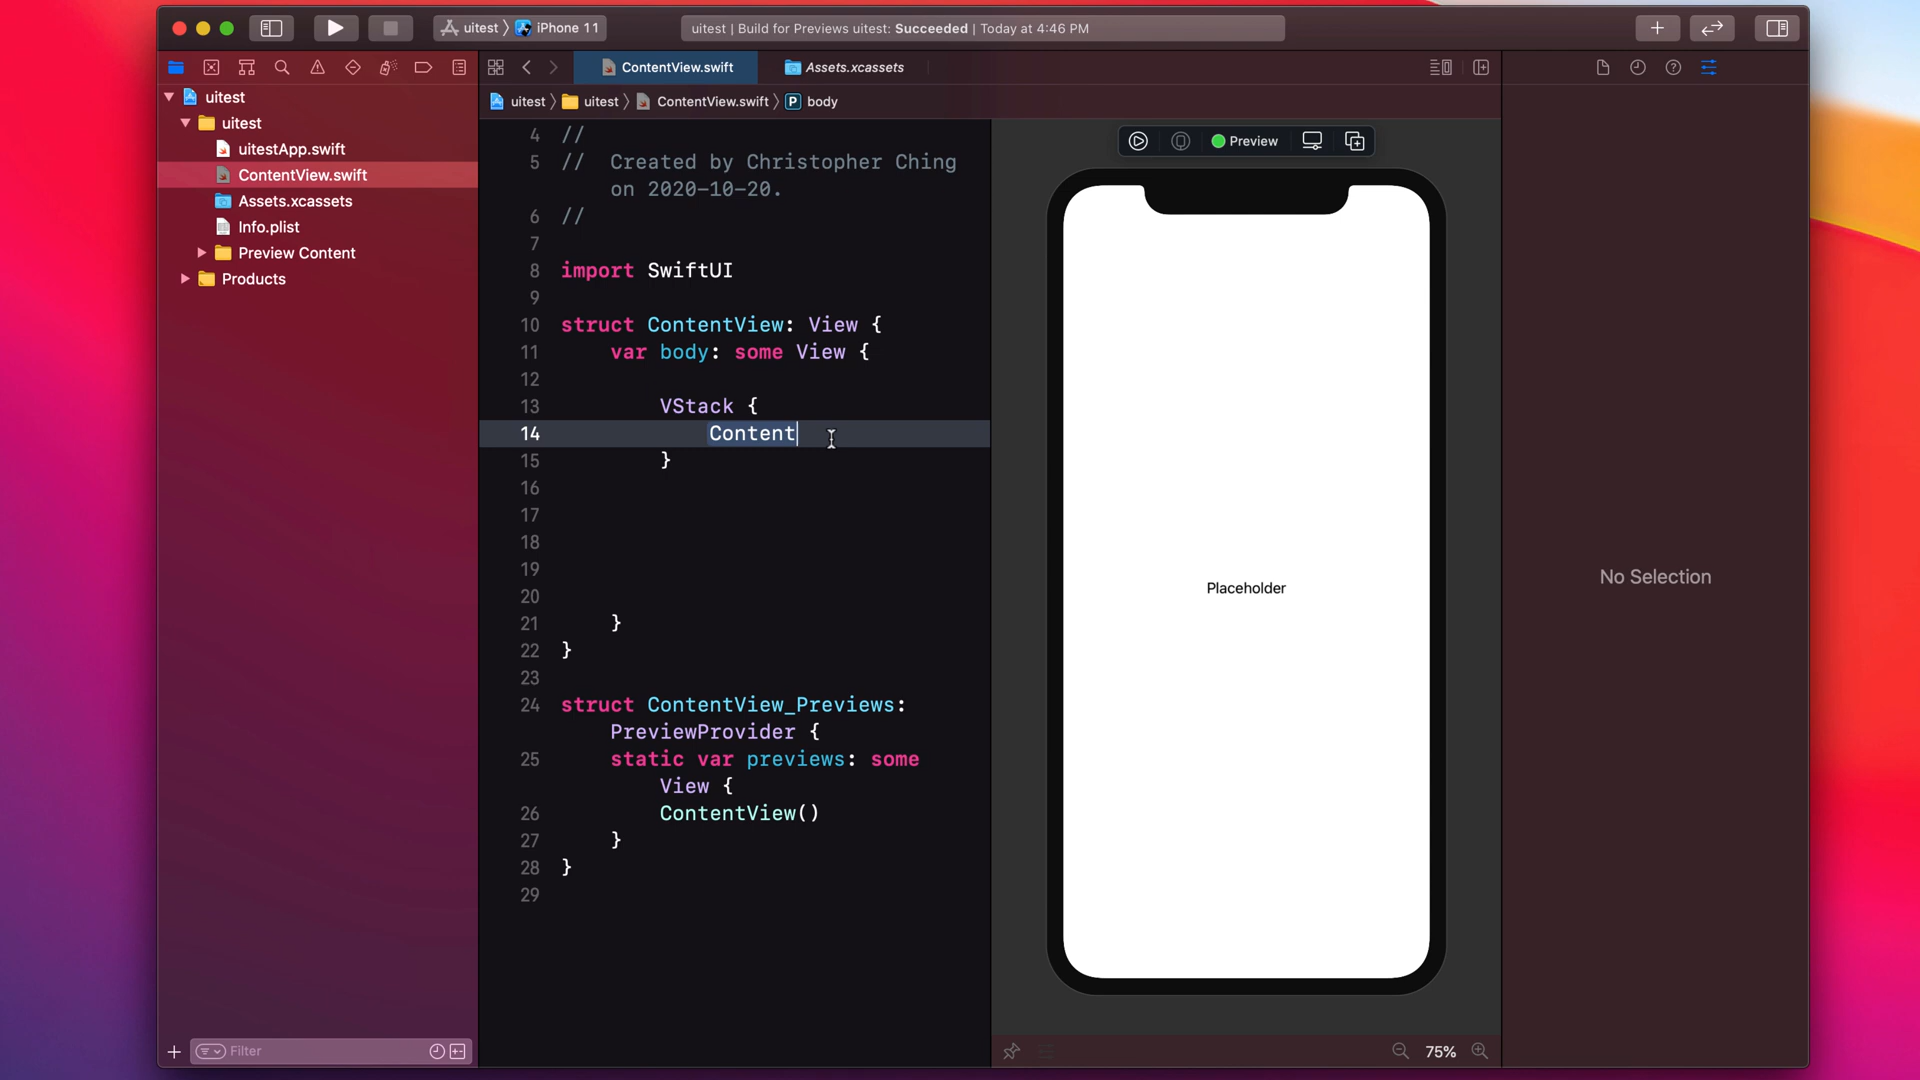 uitest 〉 iPhone 11
uitest | Build for Previews uitest: Succeeded | Today at 4:46 PM
ContentView.swift
Assets.xcassets
uitest 〉 uitest 〉 ContentView.swift 〉 P body
uitest
uitest
uitestApp.swift
ContentView.swift
Assets.xcassets
Info.plist
Preview Content
Products
Filter
4 //
5 //  Created by Christopher Ching
on 2020-10-20.
6 //
7
8 import SwiftUI
9
10 struct ContentView: View {
11 var body: some View {
12
13 VStack {
14 Content
15 }
16
17
18
19
20
21 }
22 }
23
24 struct ContentView_Previews:
PreviewProvider {
25 static var previews: some
View {
26 ContentView()
27 }
28 }
29
Preview
Placeholder
75%
No Selection